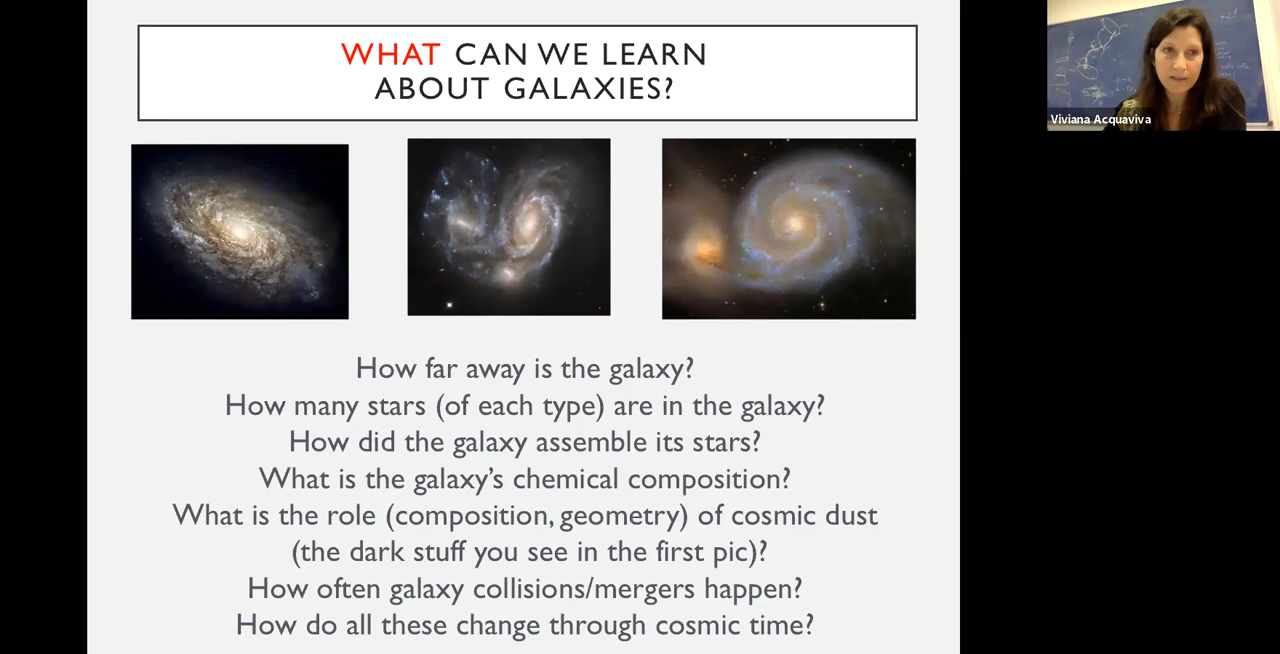 WHAT CAN WE LEARN
ABOUT GALAXIES?
Viviana Acquaviva
How far away is the galaxy?
How many stars (of each type) are in the galaxy?
How did the galaxy assemble its stars?
What is the galaxy’s chemical composition?
What is the role (composition, geometry) of cosmic dust
(the dark stuff you see in the first pic)?
How often galaxy collisions/mergers happen?
How do all these change through cosmic time?